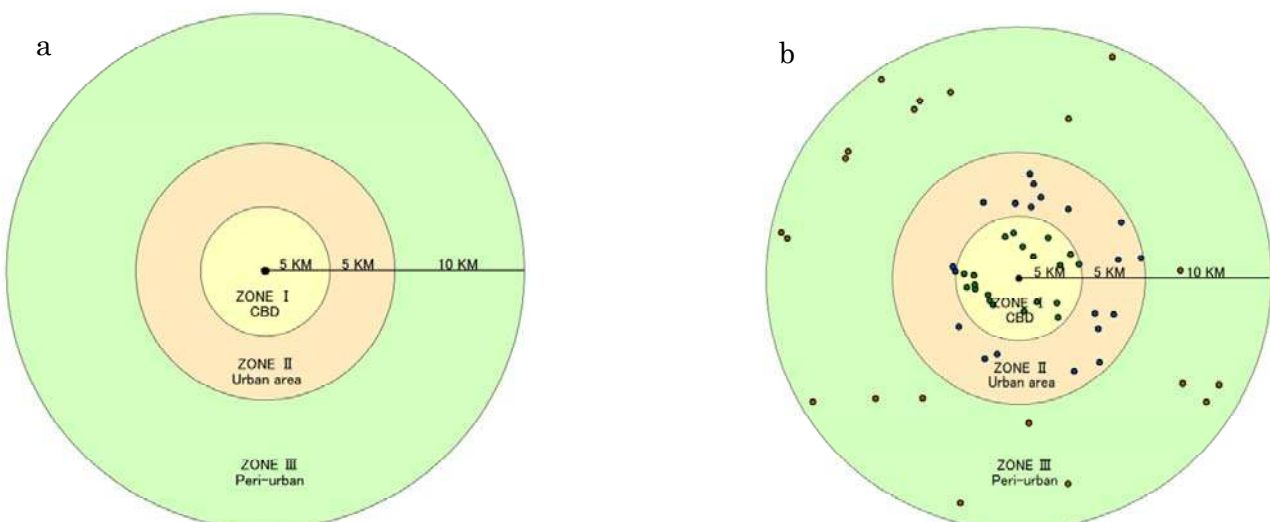 a
5 KM 5 KM 10 KM
ZONE Ⅰ
CBD
ZONE Ⅱ
Urban area
ZONE Ⅲ
Peri-urban
b
5 KM 5 KM 10 KM
ZONE Ⅰ
CBD
ZONE Ⅱ
Urban area
ZONE Ⅲ
Peri-urban